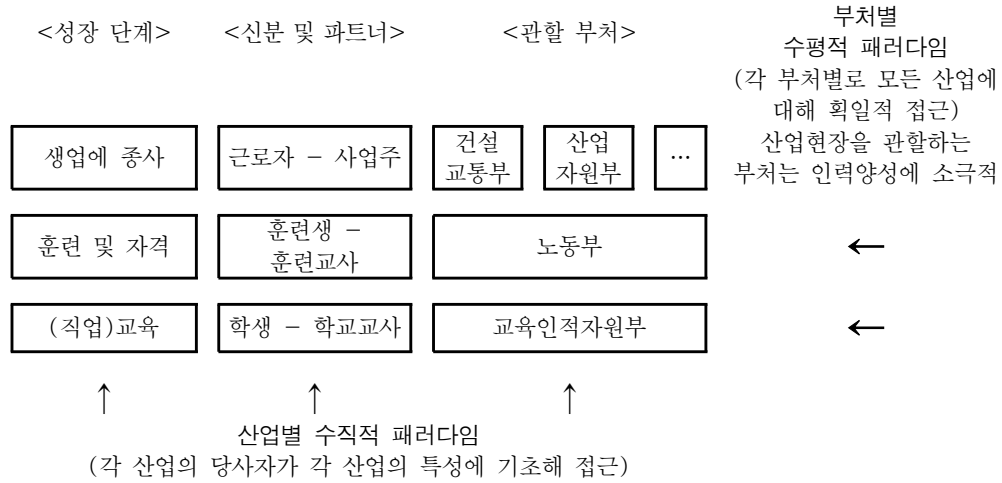 <성장 단계> <신분 및 파트너> <관할 부처>
부처별
수평적 패러다임
(각 부처별로 모든 산업에
대해 획일적 접근)
산업현장을 관할하는
부처는 인력양성에 소극적
생업에 종사
근로자 - 사업주
건설
교통부
산업
자원부
...
훈련 및 자격
훈련생 -
훈련교사
노동부
←
(직업)교육
학생 - 학교교사
교육인적자원부
←
↑ ↑ ↑
산업별 수직적 패러다임
(각 산업의 당사자가 각 산업의 특성에 기초해 접근)